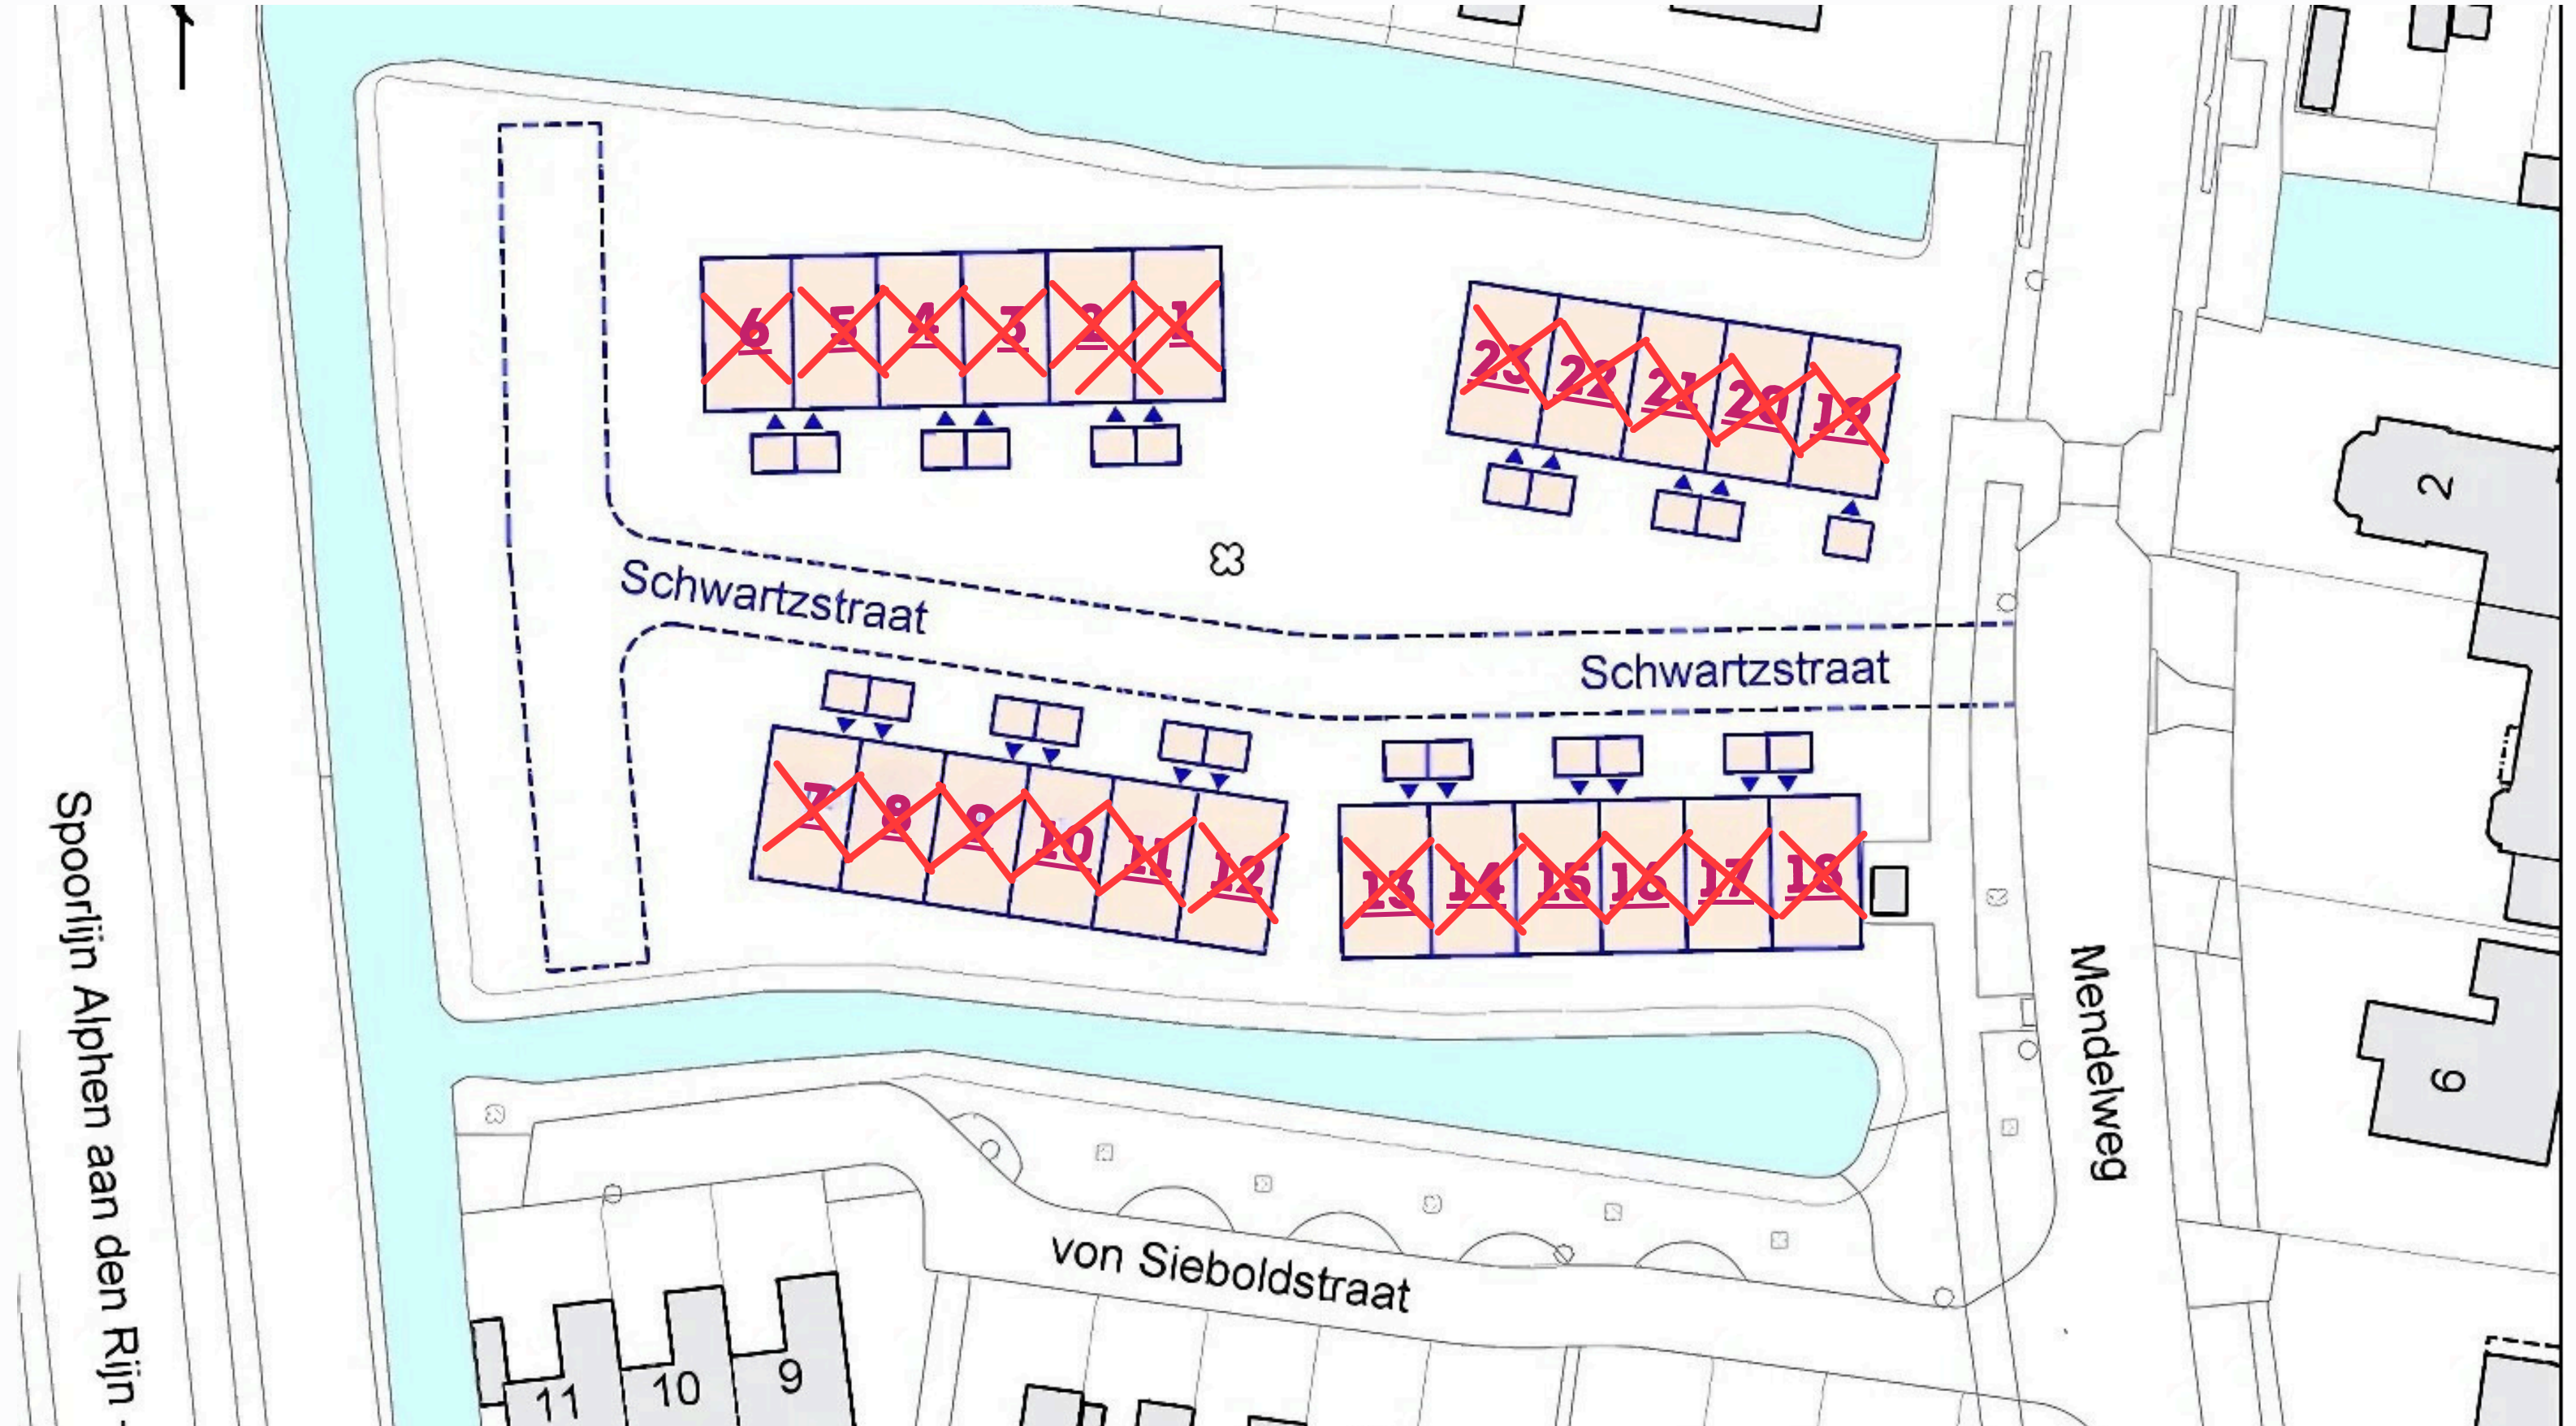 6 5 4 3 2 1
23 22 21 20 19
2
Schwartzstraat
Schwartzstraat
7 8 9 10 11 12
13 14 15 16 17 18
Spoorlijn Alphen aan den Rijn -
Mendelweg
6
von Sieboldstraat
11 10 9